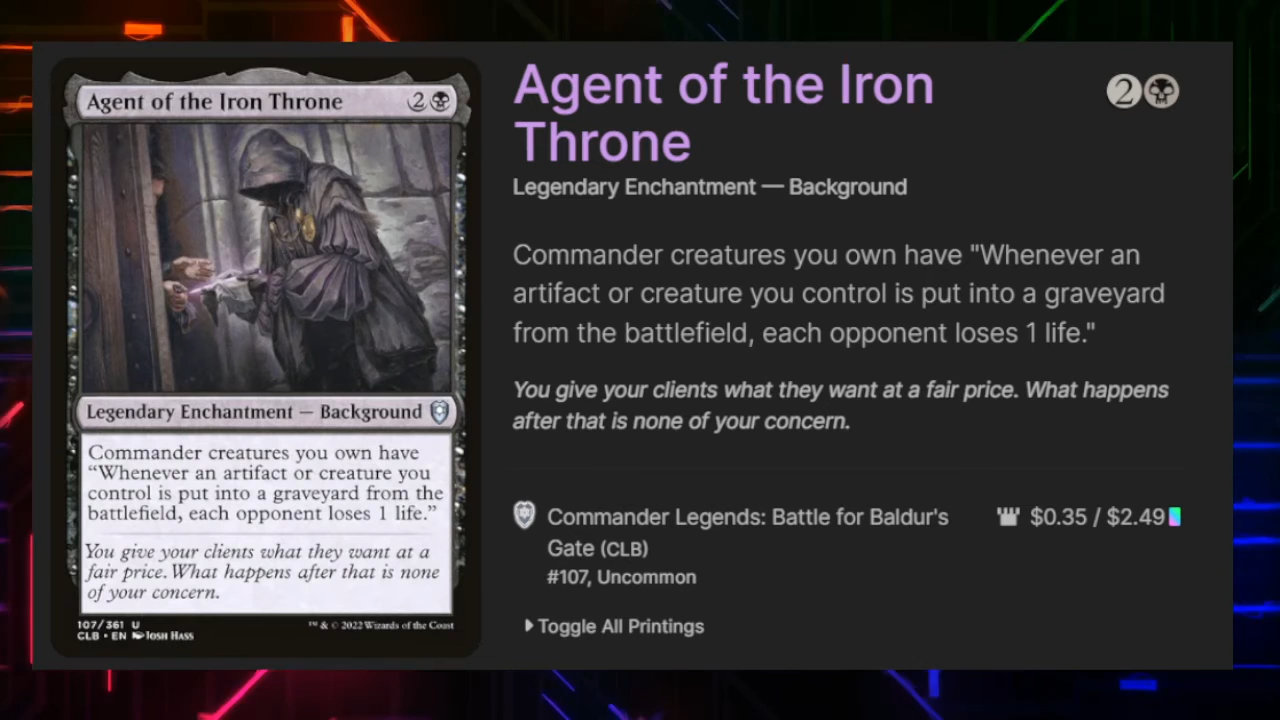 Agent of the Iron Throne 2
Legendary Enchantment — Background
Commander creatures you own have
“Whenever an artifact or creature you
control is put into a graveyard from the
battlefield, each opponent loses 1 life.”
You give your clients what they want at a
fair price. What happens after that is none
of your concern.
107/361 U
CLB • EN Josh Hass
™ & © 2022 Wizards of the Coast
Agent of the Iron
Throne
2
Legendary Enchantment — Background
Commander creatures you own have "Whenever an
artifact or creature you control is put into a graveyard
from the battlefield, each opponent loses 1 life."
You give your clients what they want at a fair price. What happens
after that is none of your concern.
Commander Legends: Battle for Baldur's
Gate (CLB)
#107, Uncommon
$0.35 / $2.49
Toggle All Printings